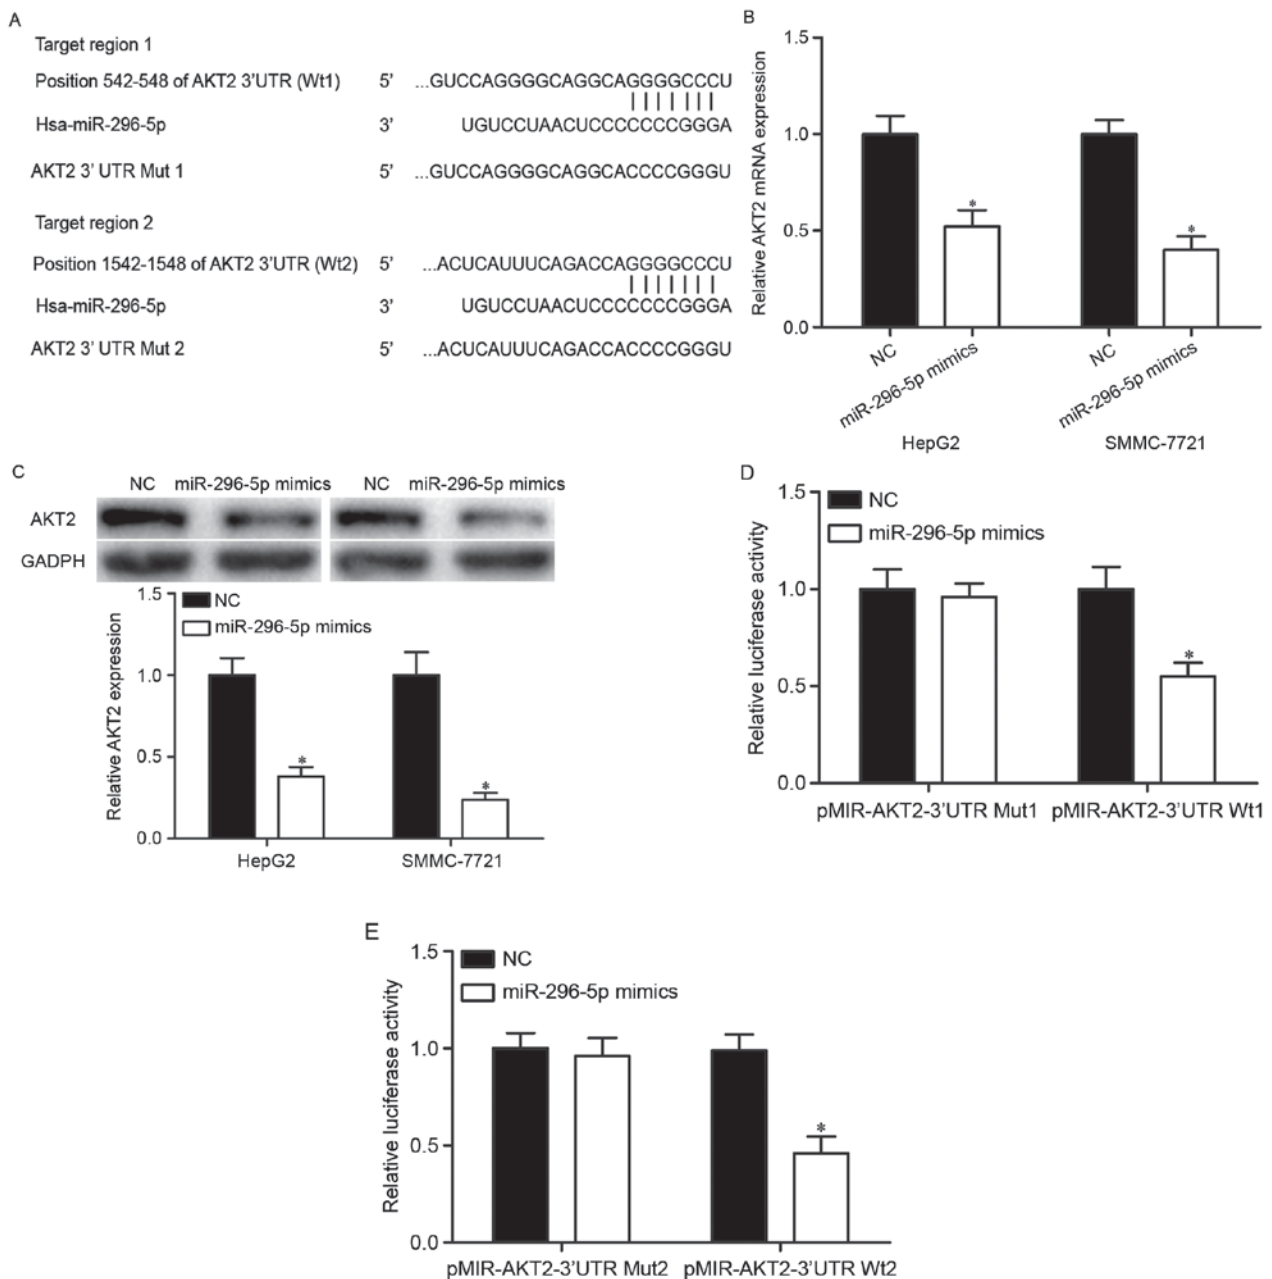 A
Target region 1
Position 542-548 of AKT2 3'UTR (Wt1) 5' ...GUCCAGGGGCAGGCAGGGGCCCU
Hsa-miR-296-5p 3' UGUCCUAACUCCCCCCCGGGA
AKT2 3' UTR Mut 1 5' ...GUCCAGGGGCAGGCACCCCGGGU
Target region 2
Position 1542-1548 of AKT2 3'UTR (Wt2) 5' ...ACUCAUUUCAGACCAGGGGCCCU
Hsa-miR-296-5p 3' UGUCCUAACUCCCCCCCGGGA
AKT2 3' UTR Mut 2 5' ...ACUCAUUUCAGACCACCCCGGGU
B
Relative AKT2 mRNA expression
1.5
1.0
0.5
0.0
*
*
NC
miR-296-5p mimics
NC
miR-296-5p mimics
HepG2 SMMC-7721
C
NC miR-296-5p mimics NC miR-296-5p mimics
AKT2
GADPH
Relative AKT2 expression
1.5
1.0
0.5
0.0
NC
miR-296-5p mimics
*
*
HepG2 SMMC-7721
D
Relative luciferase activity
1.5
1.0
0.5
0.0
NC
miR-296-5p mimics
*
pMIR-AKT2-3'UTR Mut1 pMIR-AKT2-3'UTR Wt1
E
Relative luciferase activity
1.5
1.0
0.5
0.0
NC
miR-296-5p mimics
*
pMIR-AKT2-3'UTR Mut2 pMIR-AKT2-3'UTR Wt2